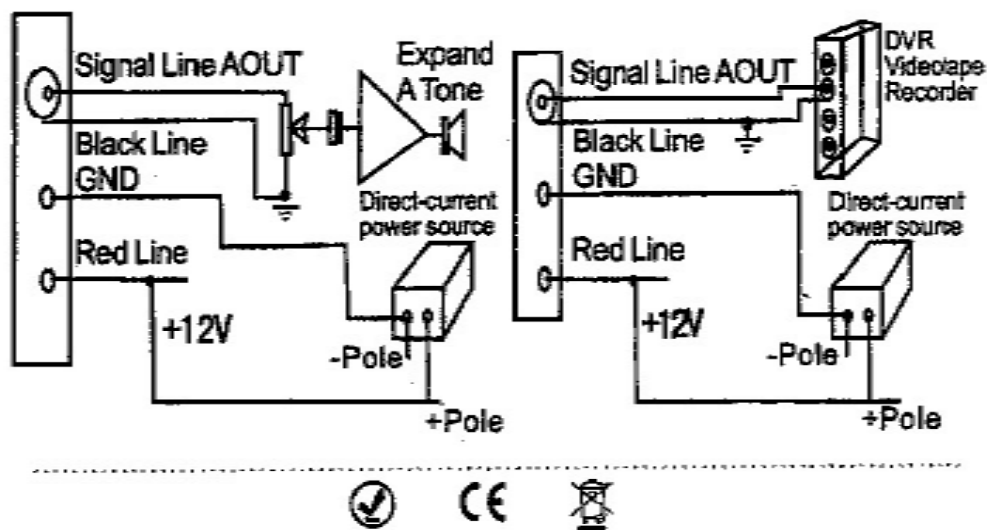 Signal Line AOUT
Expand
A Tone
Black Line
GND
Direct-current
power source
Red Line
+12V
-Pole
+Pole
Signal Line AOUT
DVR
Videotape
Recorder
Black Line
GND
Direct-current
power source
Red Line
+12V
-Pole
+Pole
CE